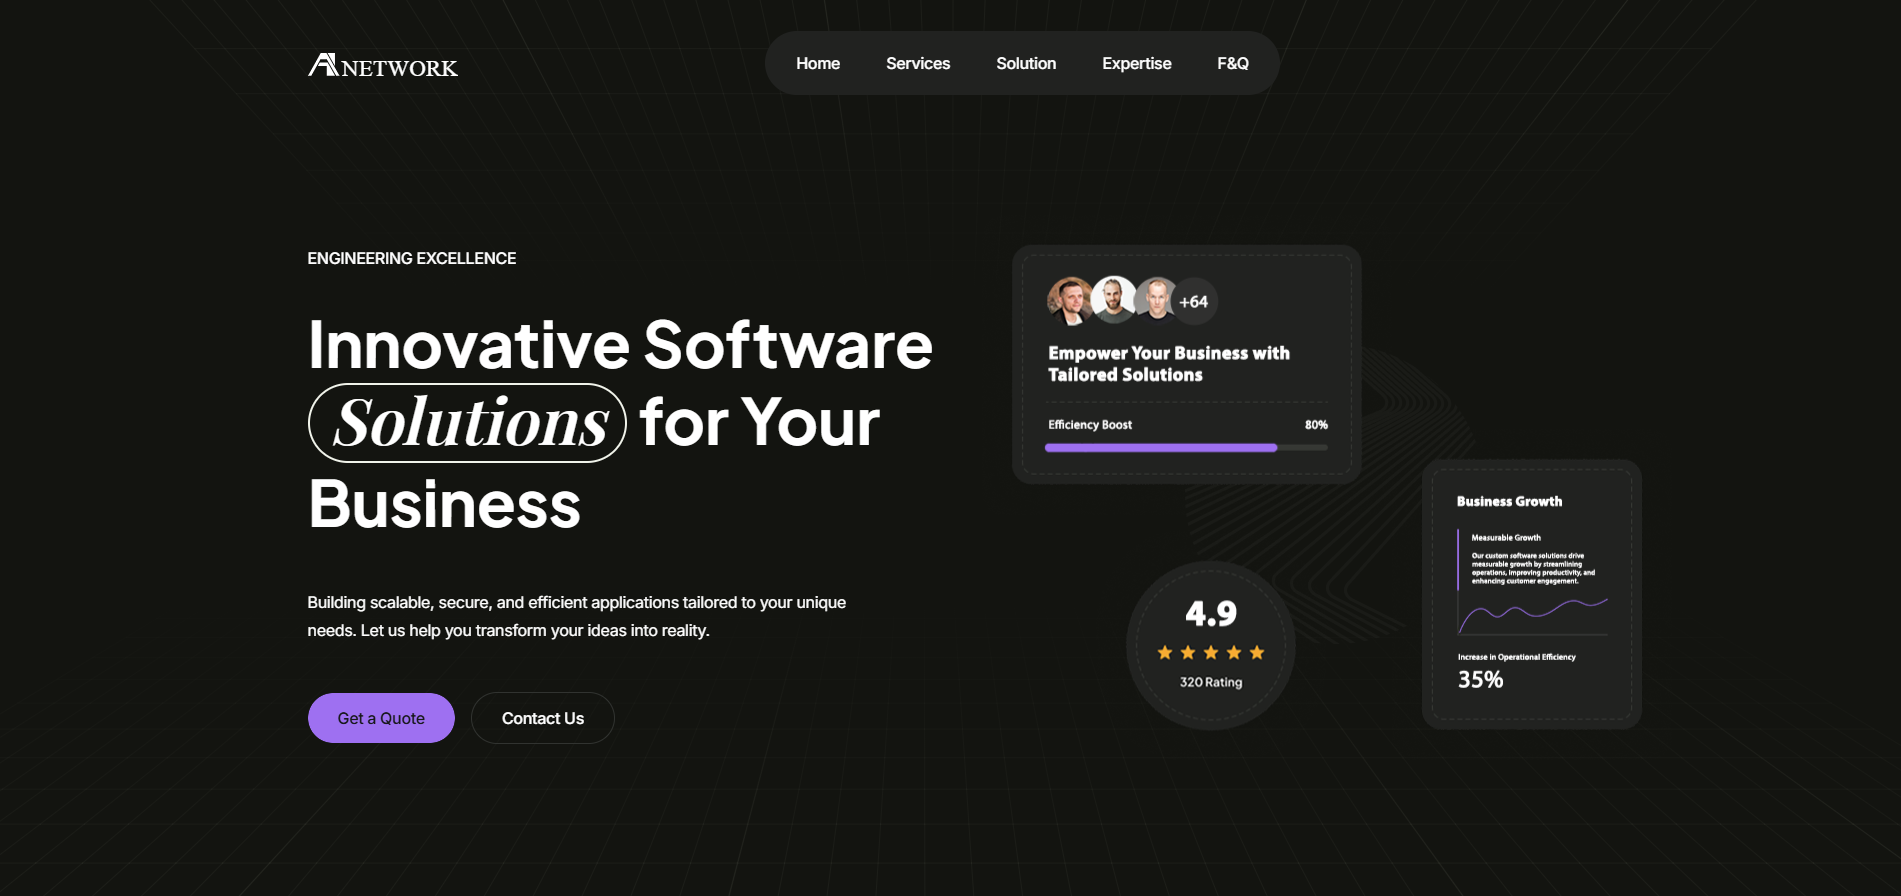 NETWORK
Home
Services
Solution
Expertise
F&Q
ENGINEERING EXCELLENCE
Innovative Software
Solutions for Your
Business
Building scalable, secure, and efficient applications tailored to your unique
needs. Let us help you transform your ideas into reality.
Get a Quote
Contact Us
+64
Empower Your Business with
Tailored Solutions
Efficiency Boost
80%
4.9
320 Rating
Business Growth
Measurable Growth
Our custom software solutions drive
measurable growth by streamlining
operations, improving productivity, and
enhancing customer engagement.
Increase in Operational Efficiency
35%